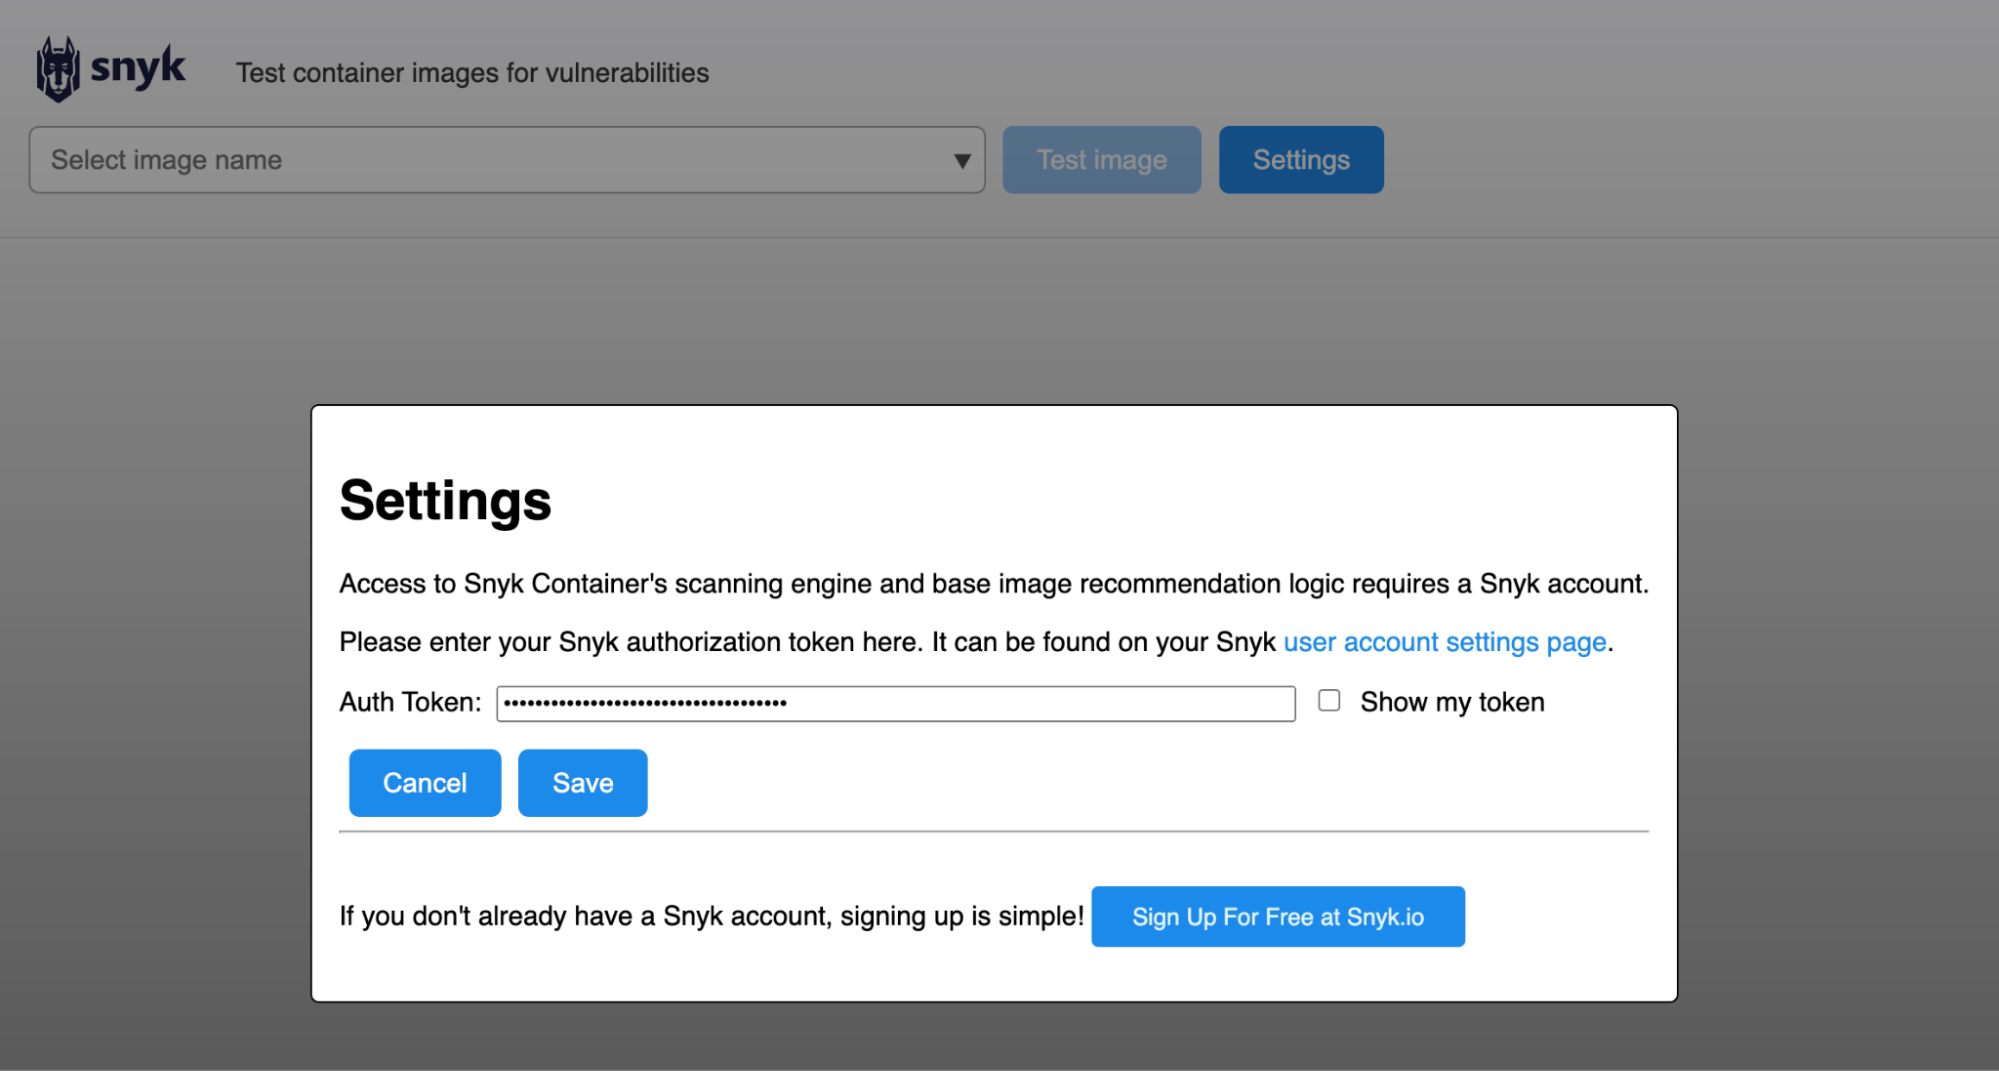 snyk
Test container images for vulnerabilities
Select image name
Test image
Settings
Settings
Access to Snyk Container's scanning engine and base image recommendation logic requires a Snyk account.
Please enter your Snyk authorization token here. It can be found on your Snyk user account settings page.
Auth Token: •••••••••••••••••••••••••••••••••••• Show my token
Cancel
Save
If you don't already have a Snyk account, signing up is simple! Sign Up For Free at Snyk.io